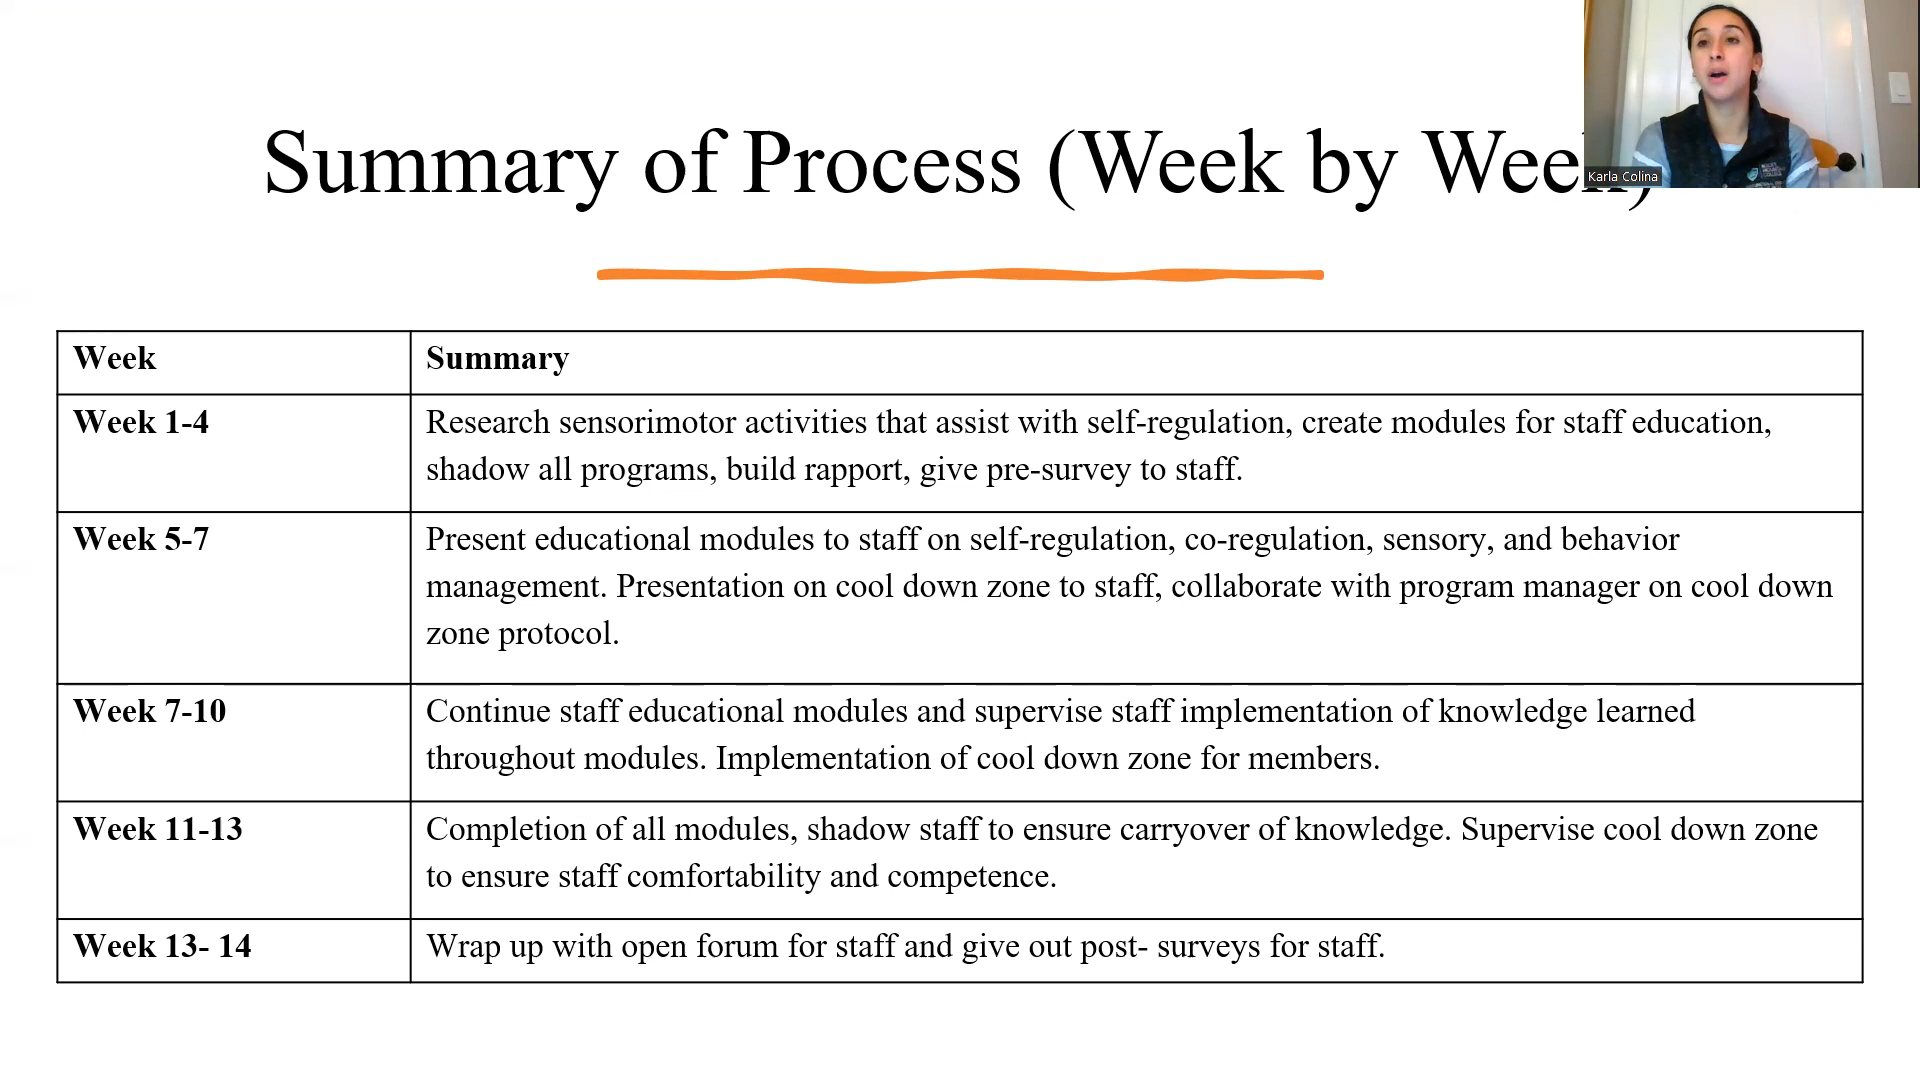 Summary of Process (Week by Week)
Karla Colina
Week
Summary
Week 1-4
Research sensorimotor activities that assist with self-regulation, create modules for staff education,
shadow all programs, build rapport, give pre-survey to staff.
Week 5-7
Present educational modules to staff on self-regulation, co-regulation, sensory, and behavior
management. Presentation on cool down zone to staff, collaborate with program manager on cool down
zone protocol.
Week 7-10
Continue staff educational modules and supervise staff implementation of knowledge learned
throughout modules. Implementation of cool down zone for members.
Week 11-13
Completion of all modules, shadow staff to ensure carryover of knowledge. Supervise cool down zone
to ensure staff comfortability and competence.
Week 13- 14
Wrap up with open forum for staff and give out post- surveys for staff.